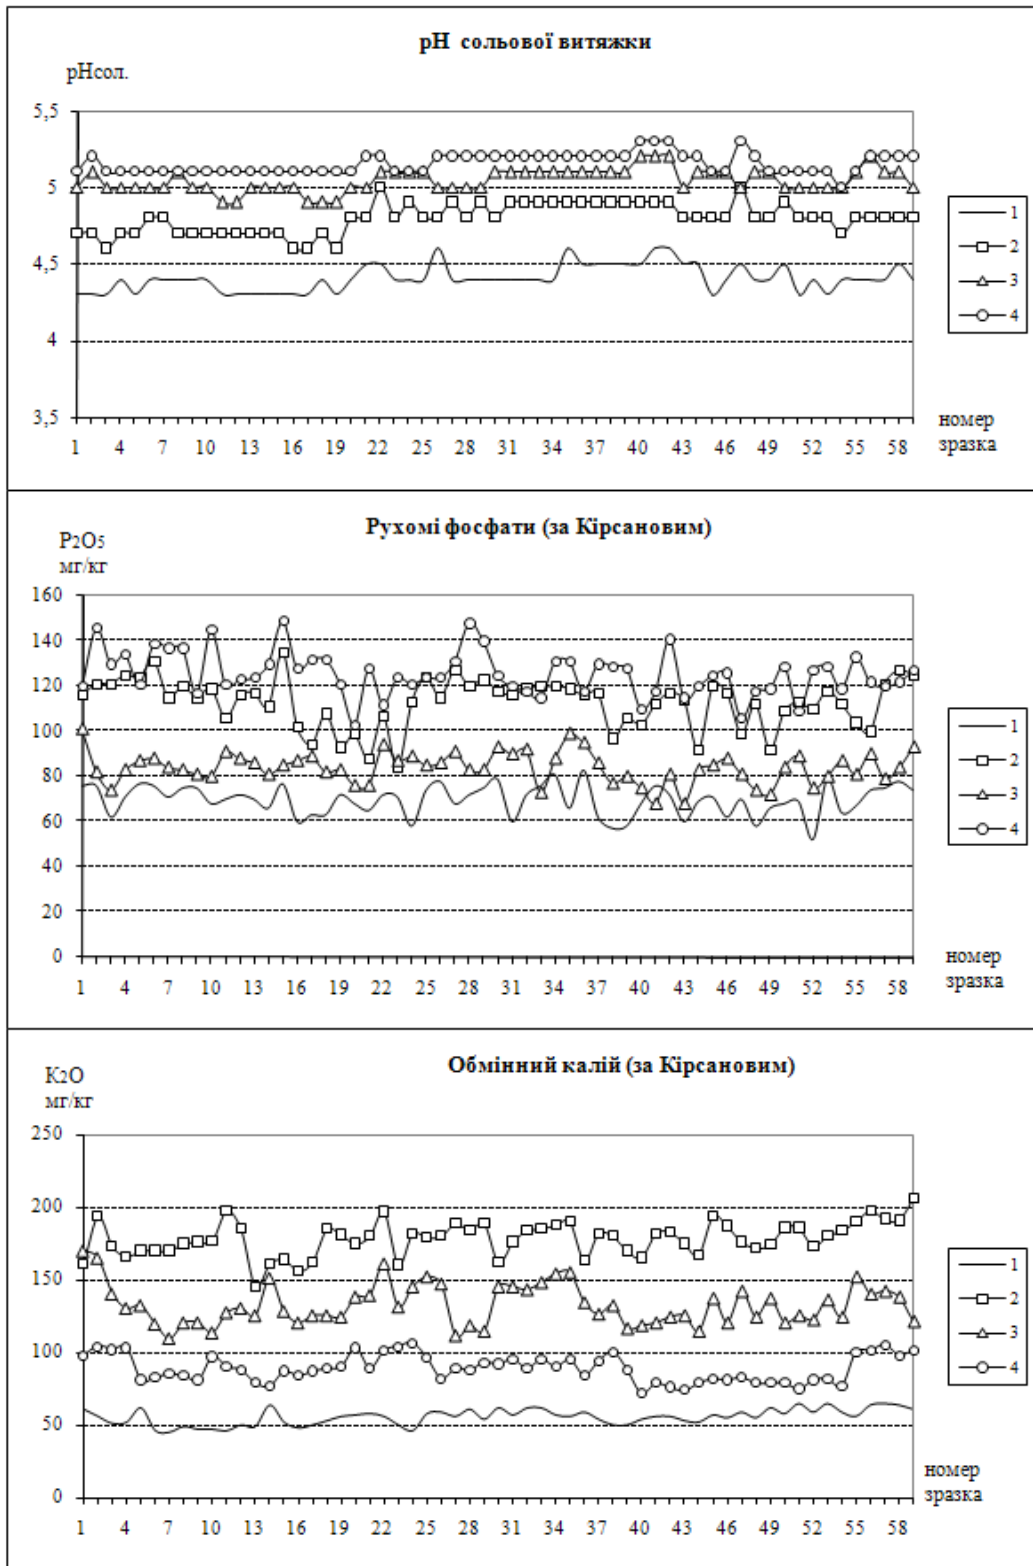 рН сольової витяжки
рНсол.
5,5
5
4,5
4
3,5
1 4 7 10 13 16 19 22 25 28 31 34 37 40 43 46 49 52 55 58
номер
зразка
1
2
3
4
Рухомі фосфати (за Кірсановим)
P2O5
мг/кг
160
140
120
100
80
60
40
20
0
1 4 7 10 13 16 19 22 25 28 31 34 37 40 43 46 49 52 55 58
номер
зразка
1
2
3
4
Обмінний калій (за Кірсановим)
K2O
мг/кг
250
200
150
100
50
0
1 4 7 10 13 16 19 22 25 28 31 34 37 40 43 46 49 52 55 58
номер
зразка
1
2
3
4